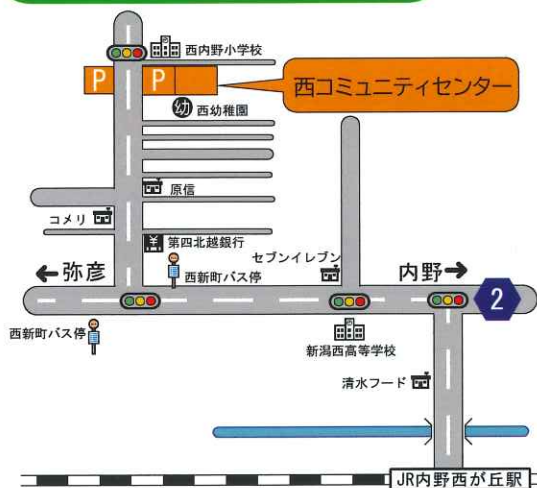 西内野小学校
P
P
西コミュニティセンター
幼
西幼稚園
原信
コメリ
第四北越銀行
セブンイレブン
←弥彦
西新町バス停
内野→
2
西新町バス停
新潟西高等学校
清水フード
JR内野西が丘駅